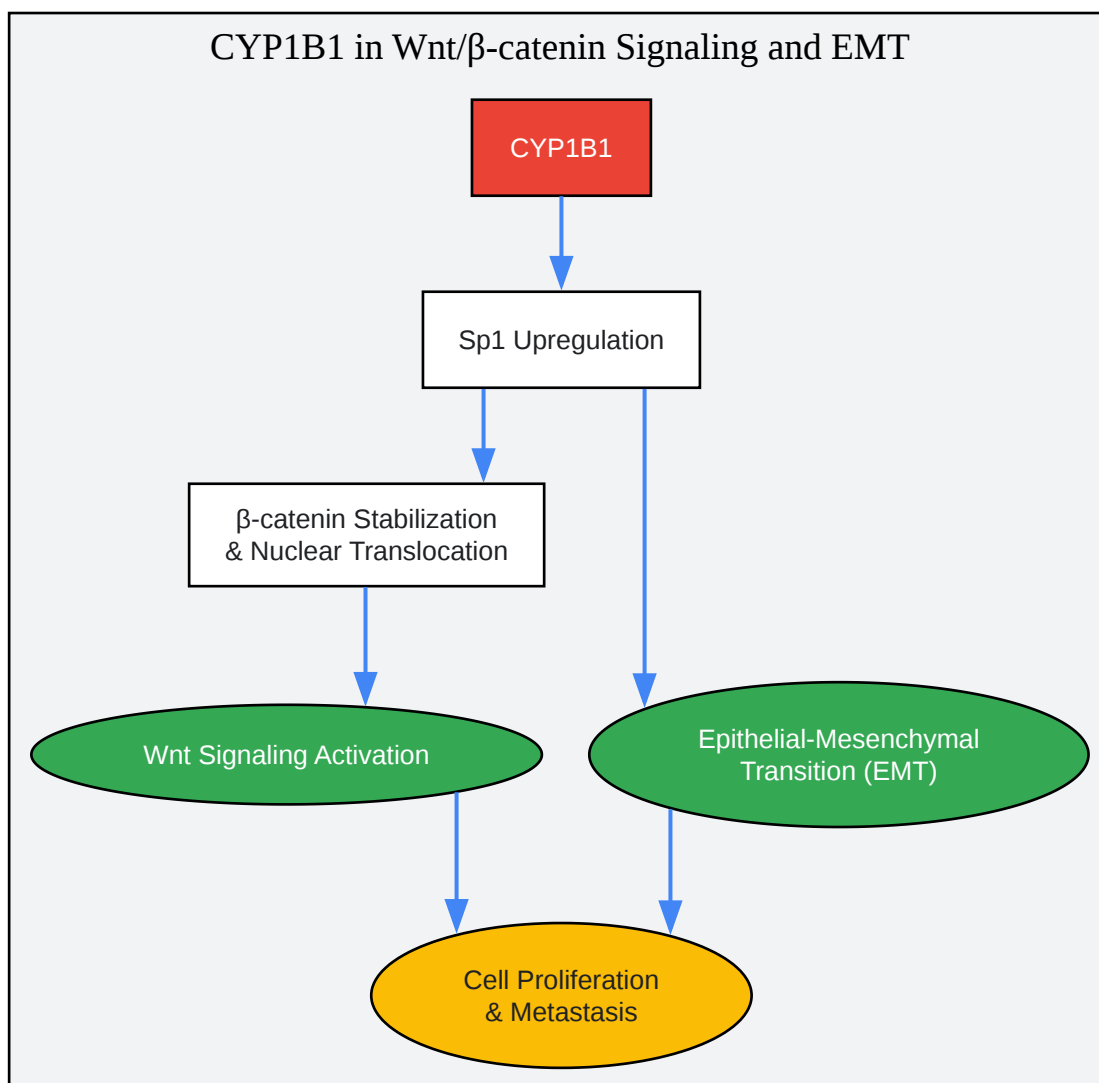 CYP1B1 in Wnt/β-catenin Signaling and EMT
CYP1B1
Sp1 Upregulation
β-catenin Stabilization
& Nuclear Translocation
Wnt Signaling Activation
Epithelial-Mesenchymal
Transition (EMT)
Cell Proliferation
& Metastasis